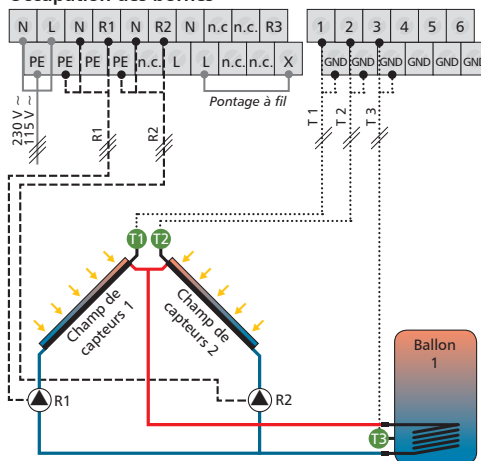 Occupation des bornes
N L N R1 N R2 N n.c n.c. R3
1 2 3 4 5 6
PE PE PE PE n.c. L L n.c. n.c. X
GND GND GND GND GND GND
Pontage à fil
230 V ~
115 V ~
R1
R2
T 1
T 2
T 3
T1
T2
Champ de
capteurs 1
Champ de
capteurs 2
Ballon
1
R1
R2
T3